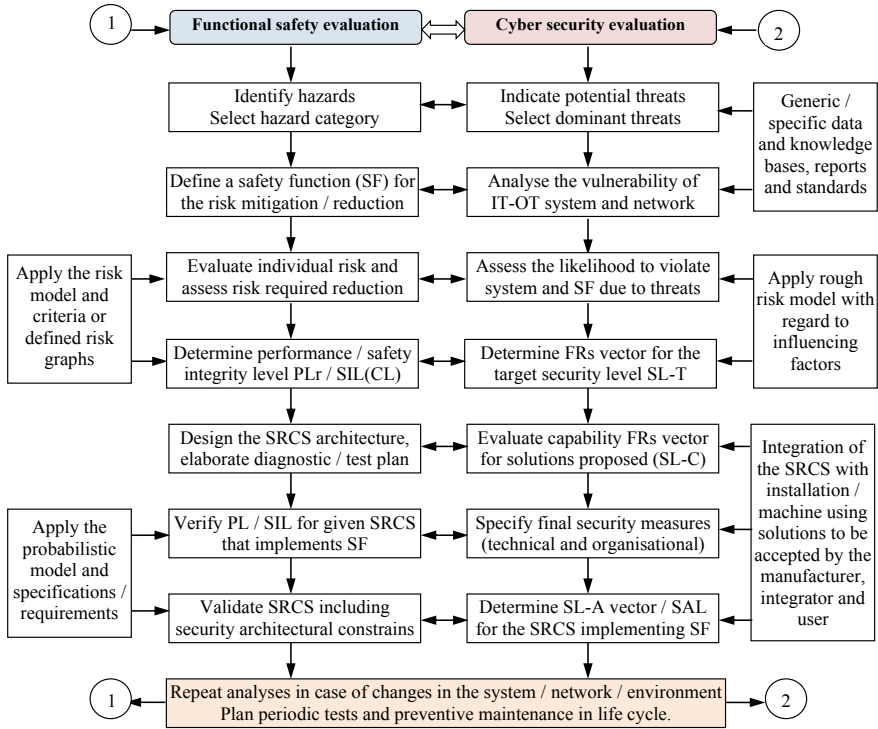 1
Functional safety evaluation
Cyber security evaluation
2
Identify hazards
Select hazard category
Indicate potential threats
Select dominant threats
Generic /
specific data
and knowledge
bases, reports
and standards
Define a safety function (SF) for
the risk mitigation / reduction
Analyse the vulnerability of
IT-OT system and network
Apply the risk
model and
criteria or
defined risk
graphs
Evaluate individual risk and
assess risk required reduction
Assess the likelihood to violate
system and SF due to threats
Apply rough
risk model with
regard to
influencing
factors
Determine performance / safety
integrity level PLr / SIL(CL)
Determine FRs vector for the
target security level SL-T
Design the SRCS architecture,
elaborate diagnostic / test plan
Evaluate capability FRs vector
for solutions proposed (SL-C)
Integration of
the SRCS with
installation /
machine using
solutions to be
accepted by the
manufacturer,
integrator and
user
Apply the
probabilistic
model and
specifications /
requirements
Verify PL / SIL for given SRCS
that implements SF
Specify final security measures
(technical and organisational)
Validate SRCS including
security architectural constrains
Determine SL-A vector / SAL
for the SRCS implementing SF
1
Repeat analyses in case of changes in the system / network / environment
Plan periodic tests and preventive maintenance in life cycle.
2